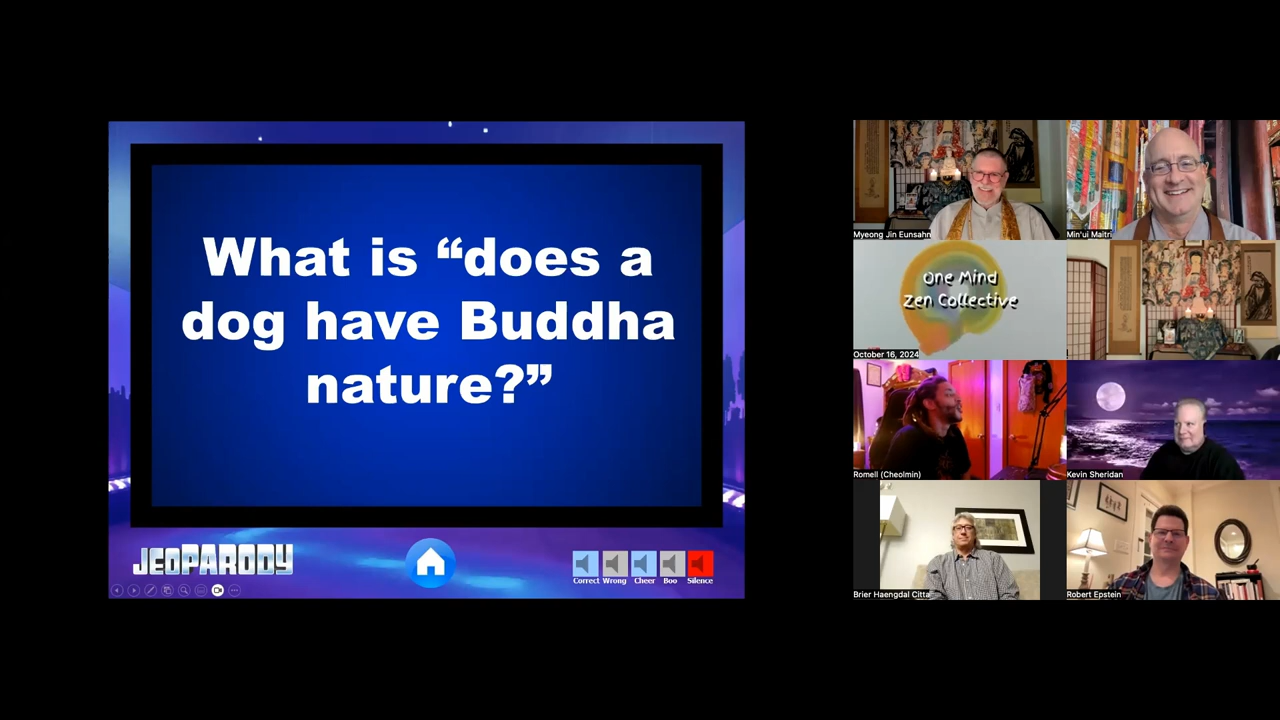 What is “does a
dog have Buddha
nature?”
JEOPARODY
Correct
Wrong
Cheer
Boo
Silence
Myeong Jin Eunsahn
Min'ui Maitri
One Mind
Zen Collective
October 16, 2024
Romell (Cheolmin)
Kevin Sheridan
Brier Haengdal Citta
Robert Epstein